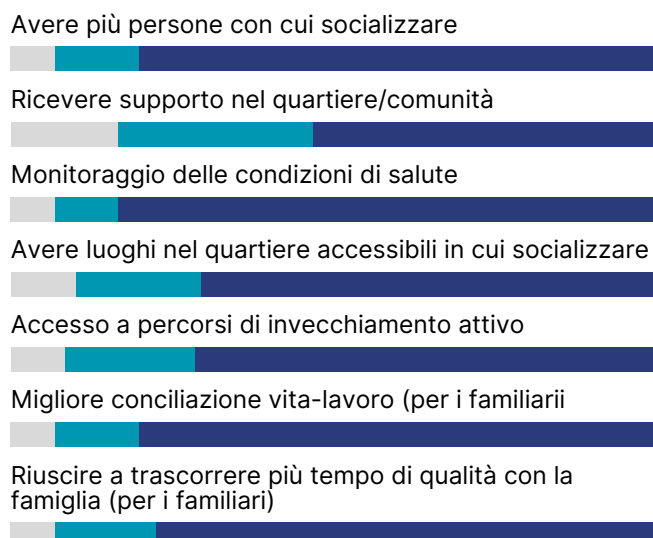 Avere più persone con cui socializzare
Ricevere supporto nel quartiere/comunità
Monitoraggio delle condizioni di salute
Avere luoghi nel quartiere accessibili in cui socializzare
Accesso a percorsi di invecchiamento attivo
Migliore conciliazione vita-lavoro (per i familiarii
Riuscire a trascorrere più tempo di qualità con la
famiglia (per i familiari)